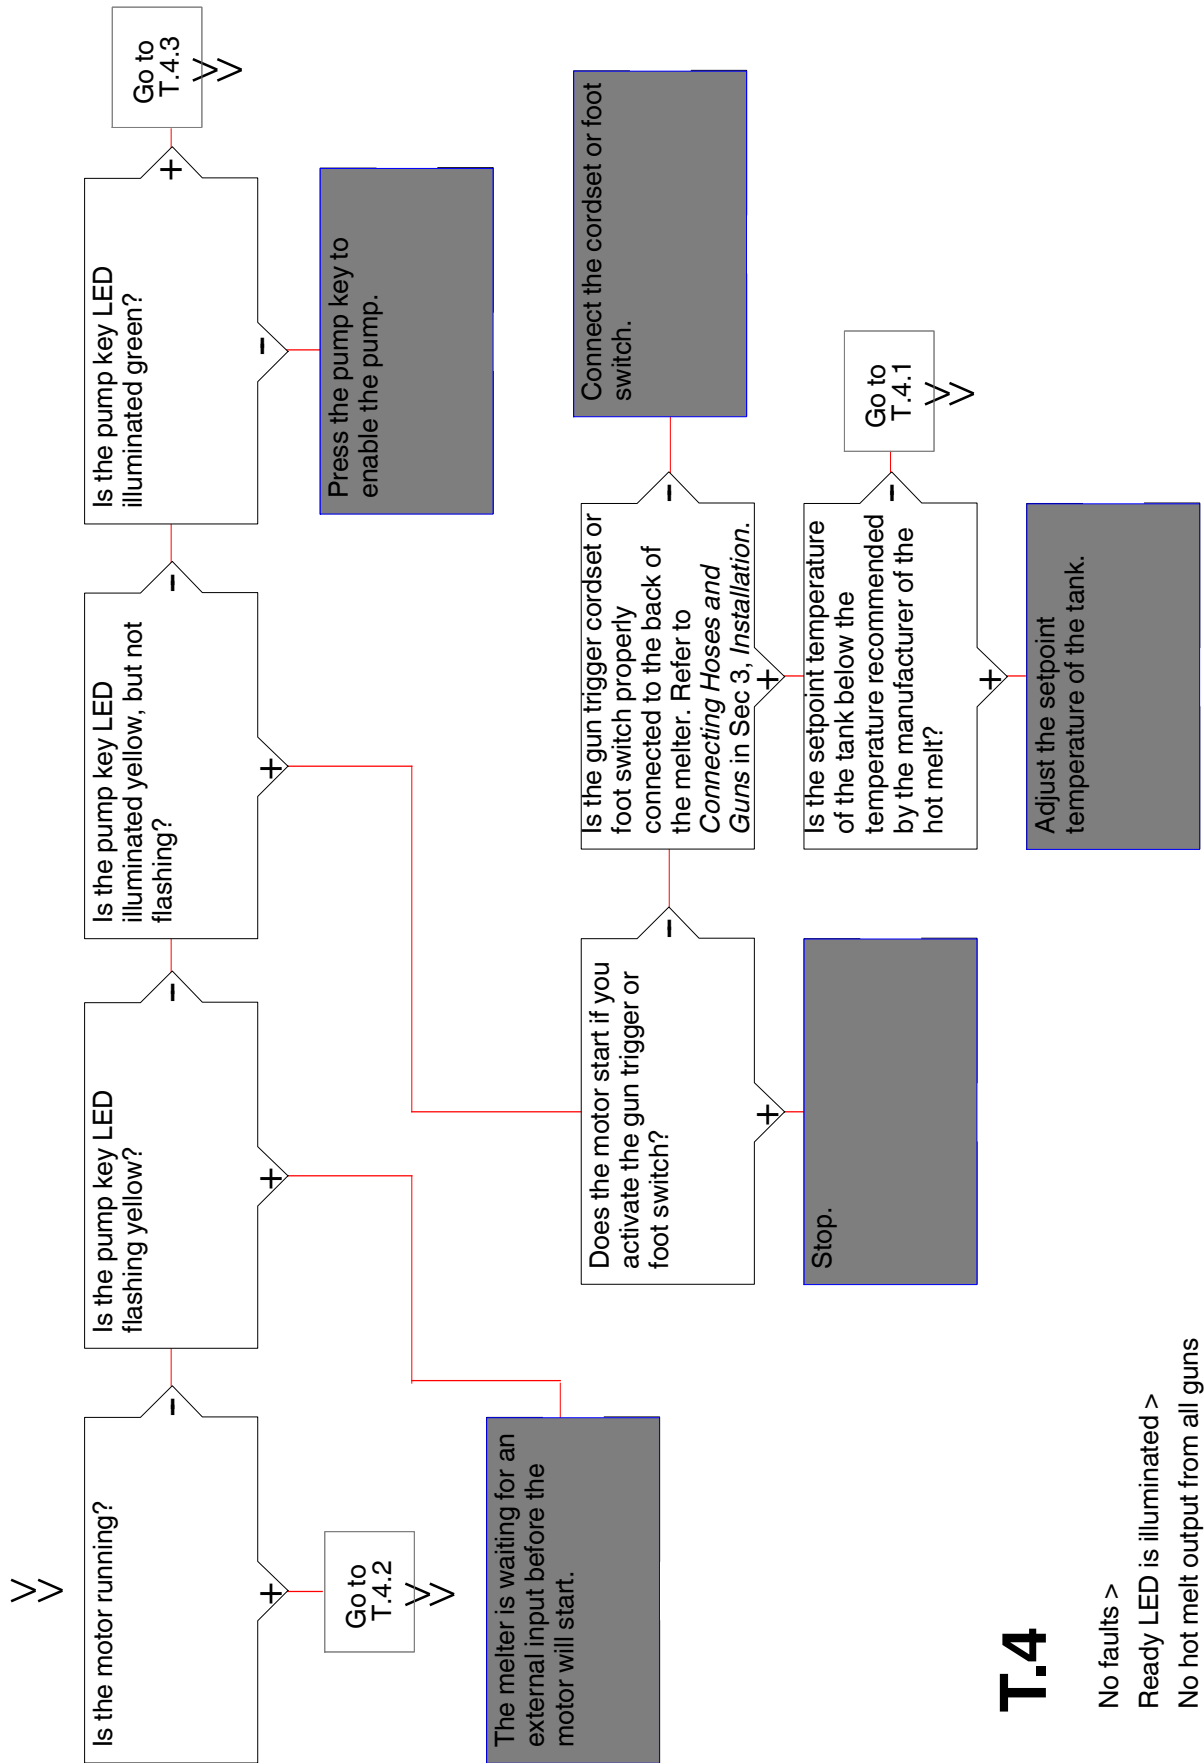 >>
Is the motor running?
-
+
Go to
T.4.2
>>
Is the pump key LED
flashing yellow?
-
+
The melter is waiting for an
external input before the
motor will start.
Is the pump key LED
illuminated yellow, but not
flashing?
-
+
Is the pump key LED
illuminated green?
+
-
Go to
T.4.3
>>
Press the pump key to
enable the pump.
Does the motor start if you
activate the gun trigger or
foot switch?
-
+
Stop.
Is the gun trigger cordset or
foot switch properly
connected to the back of
the melter. Refer to
Connecting Hoses and
Guns in Sec 3, Installation.
-
+
Connect the cordset or foot
switch.
Is the setpoint temperature
of the tank below the
temperature recommended
by the manufacturer of the
hot melt?
-
+
Go to
T.4.1
>>
Adjust the setpoint
temperature of the tank.
T.4
No faults >
Ready LED is illuminated >
No hot melt output from all guns